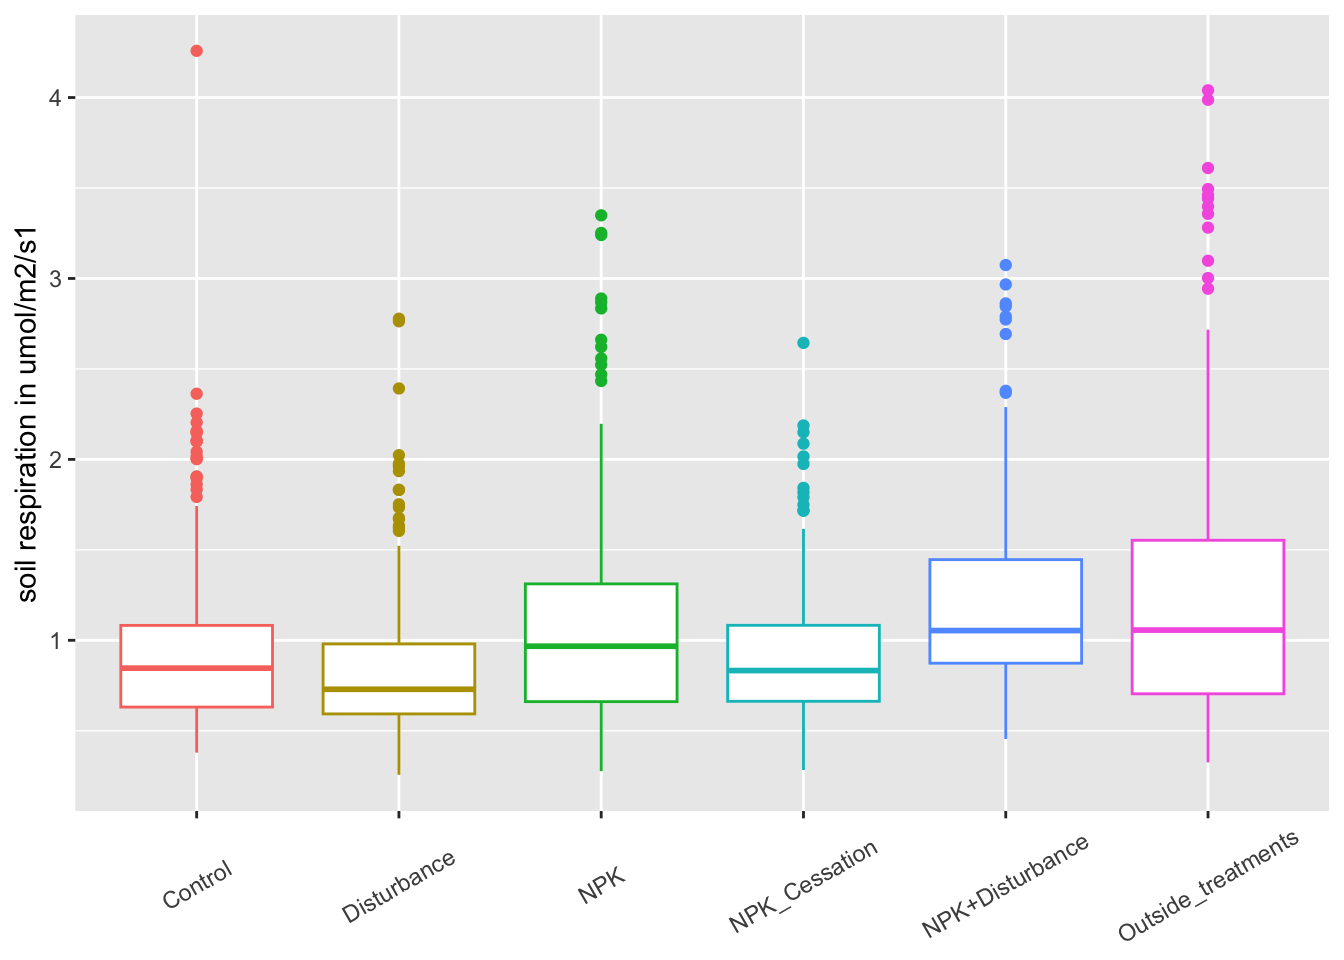 soil respiration in umol/m2/s1
4
3
2
1
Control
Disturbance
NPK
NPK_Cessation
NPK+Disturbance
Outside_treatments